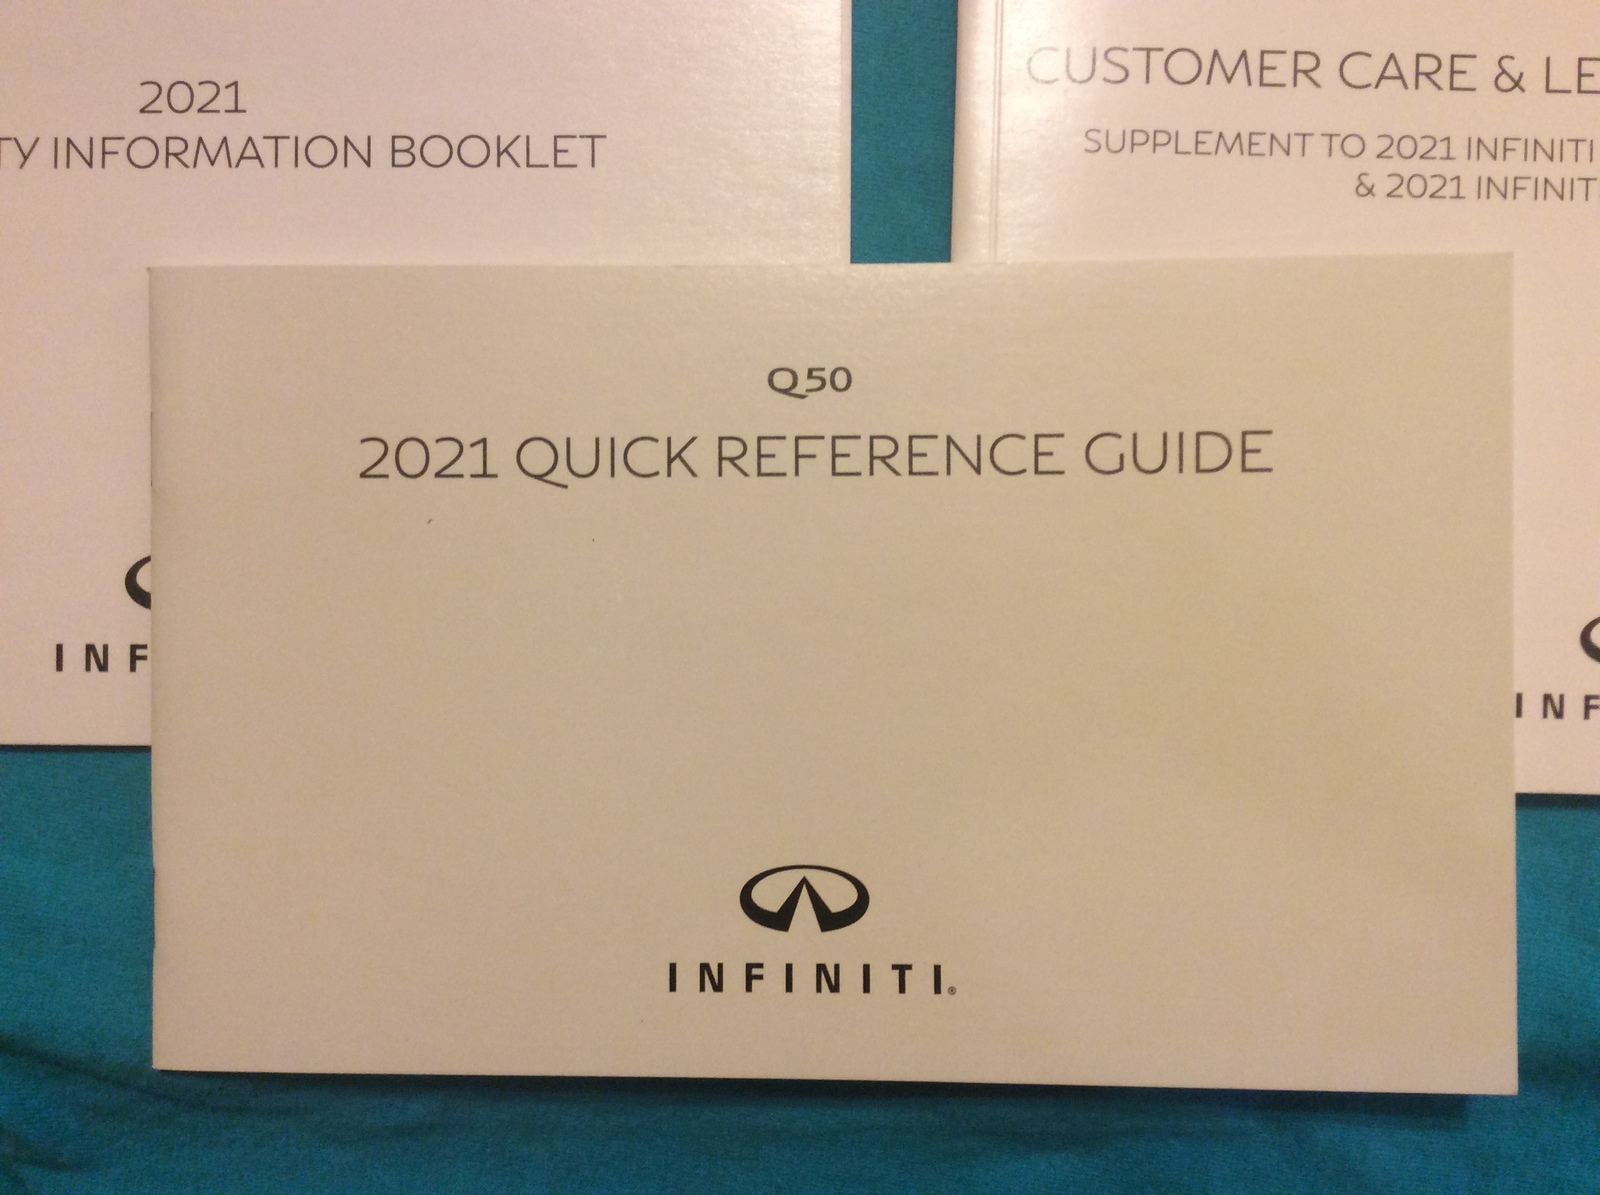 2021
TY INFORMATION BOOKLET
INF
CUSTOMER CARE & LE
SUPPLEMENT TO 2021 INFINITI
& 2021 INFINITI
INF
Q50
2021 QUICK REFERENCE GUIDE
INFINITI®